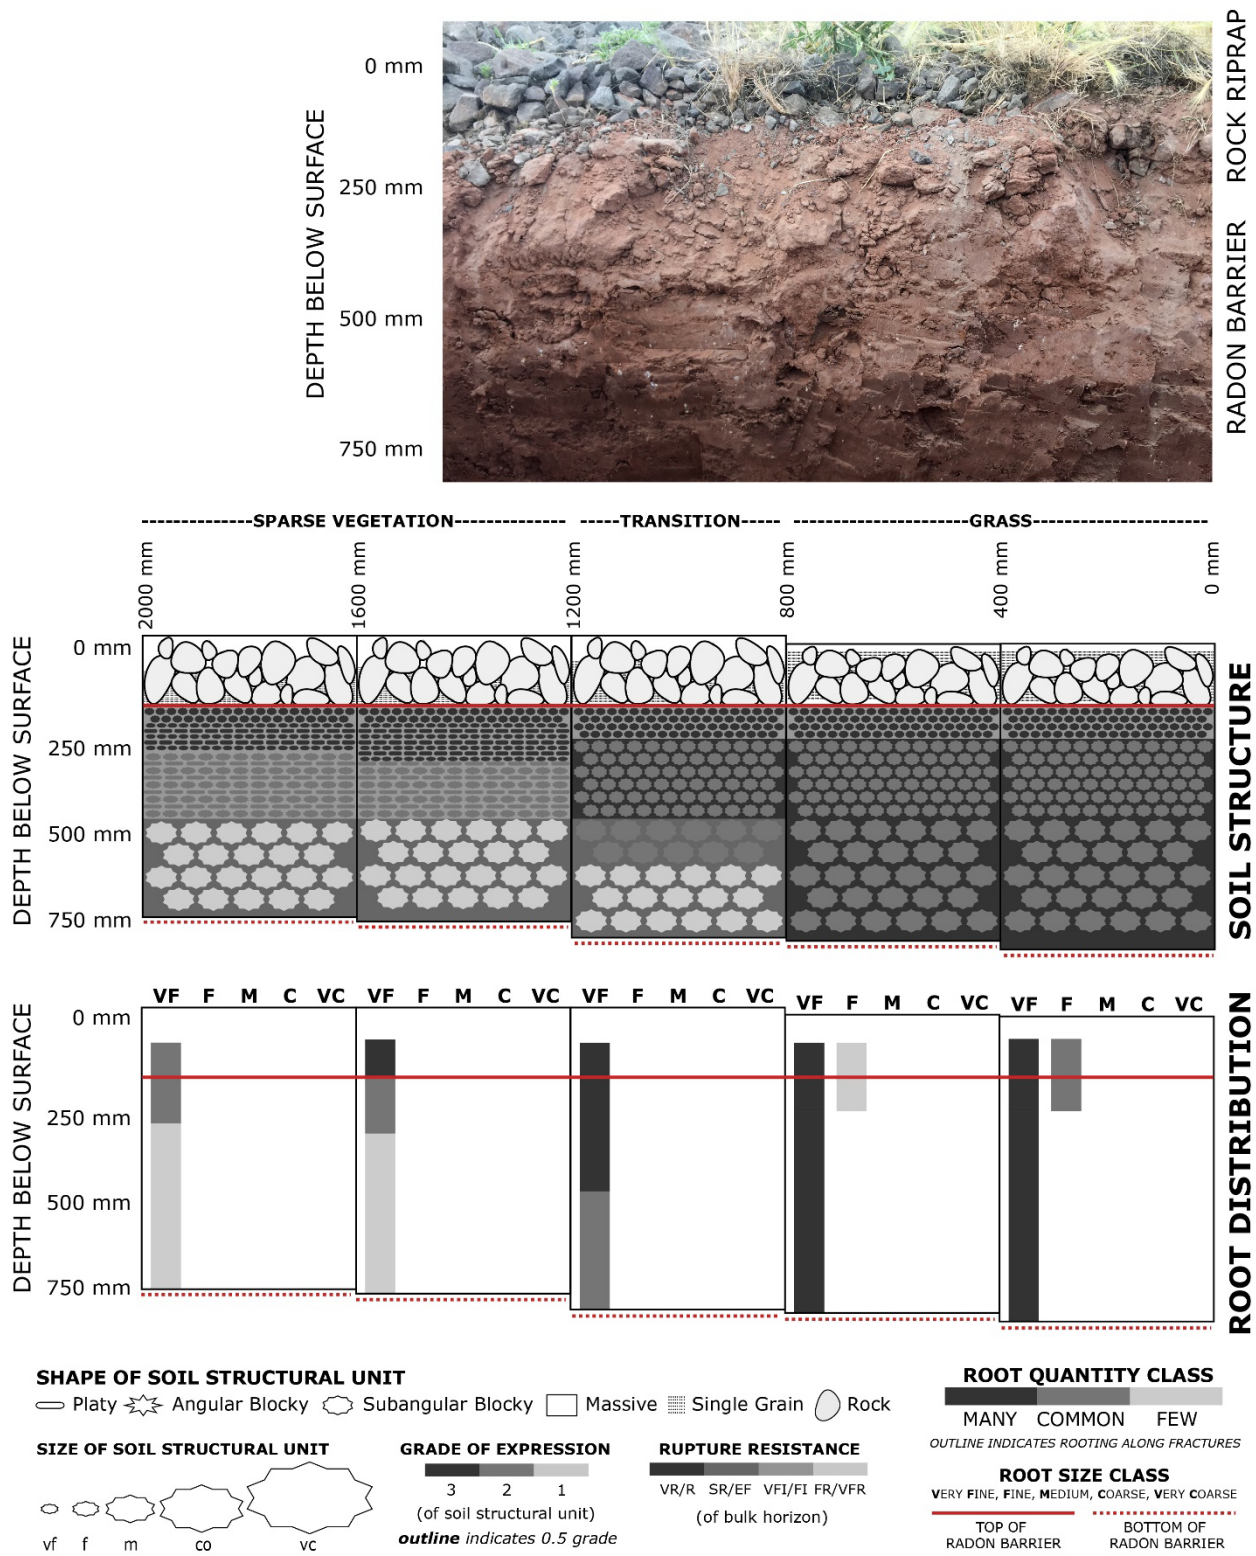 0 mm
250 mm
500 mm
750 mm
DEPTH BELOW SURFACE
ROCK RIPRAP
RADON BARRIER
SPARSE VEGETATION
TRANSITION
GRASS
2000 mm
1600 mm
1200 mm
800 mm
400 mm
0 mm
DEPTH BELOW SURFACE
0 mm
250 mm
500 mm
750 mm
SOIL STRUCTURE
VF F M C VC VF F M C VC VF F M C VC VF F M C VC VF F M C VC
DEPTH BELOW SURFACE
0 mm
250 mm
500 mm
750 mm
ROOT DISTRIBUTION
SHAPE OF SOIL STRUCTURAL UNIT
Platy Angular Blocky Subangular Blocky Massive Single Grain Rock
SIZE OF SOIL STRUCTURAL UNIT
vf f m co vc
GRADE OF EXPRESSION
3 2 1
(of soil structural unit)
outline indicates 0.5 grade
RUPTURE RESISTANCE
VR/R SR/EF VFI/FI FR/VFR
(of bulk horizon)
ROOT QUANTITY CLASS
MANY COMMON FEW
OUTLINE INDICATES ROOTING ALONG FRACTURES
ROOT SIZE CLASS
VERY FINE, FINE, MEDIUM, COARSE, VERY COARSE
TOP OF
RADON BARRIER
BOTTOM OF
RADON BARRIER